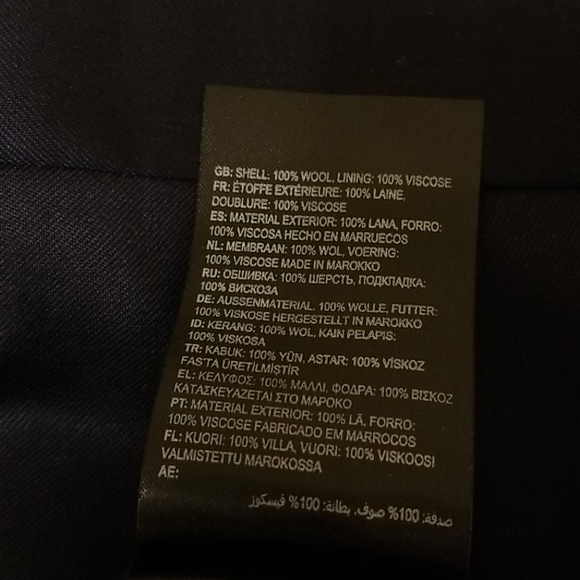 GB: SHELL: 100% WOOL, LINING: 100% VISCOSE
FR: ÉTOFFE EXTÉRIEURE: 100% LAINE,
DOUBLURE: 100% VISCOSE
ES: MATERIAL EXTERIOR: 100% LANA, FORRO:
100% VISCOSA HECHO EN MARRUECOS
NL: MEMBRAAN: 100% WOL, VOERING:
100% VISCOSE MADE IN MAROKKO
RU: ОБШИВКА: 100% ШЕРСТЬ, ПОДКЛАДКА:
100% ВИСКОЗА
DE: AUSSENMATERIAL. 100% WOLLE, FUTTER:
100% VISKOSE HERGESTELLT IN MAROKKO
ID: KERANG: 100% WOL, KAIN PELAPIS:
100% VISKOSA
TR: KABUK: 100% YÜN, ASTAR: 100% VİSKOZ
FAS'TA ÜRETİLMİŞTİR
EL: ΚΕΛΥΦΟΣ: 100% ΜΑΛΛΙ, ΦΟΔΡΑ: 100% ΒΙΣΚΟΖ
ΚΑΤΑΣΚΕΥΑΖΕΤΑΙ ΣΤΟ ΜΑΡΟΚΟ
PT: MATERIAL EXTERIOR: 100% LÃ, FORRO:
100% VISCOSE FABRICADO EM MARROCOS
FL: KUORI: 100% VILLA, VUORI: 100% VISKOOSI
VALMISTETTU MAROKOSSA
AE:
صدفة: 100% صوف, بطانة: 100% فيسكوز